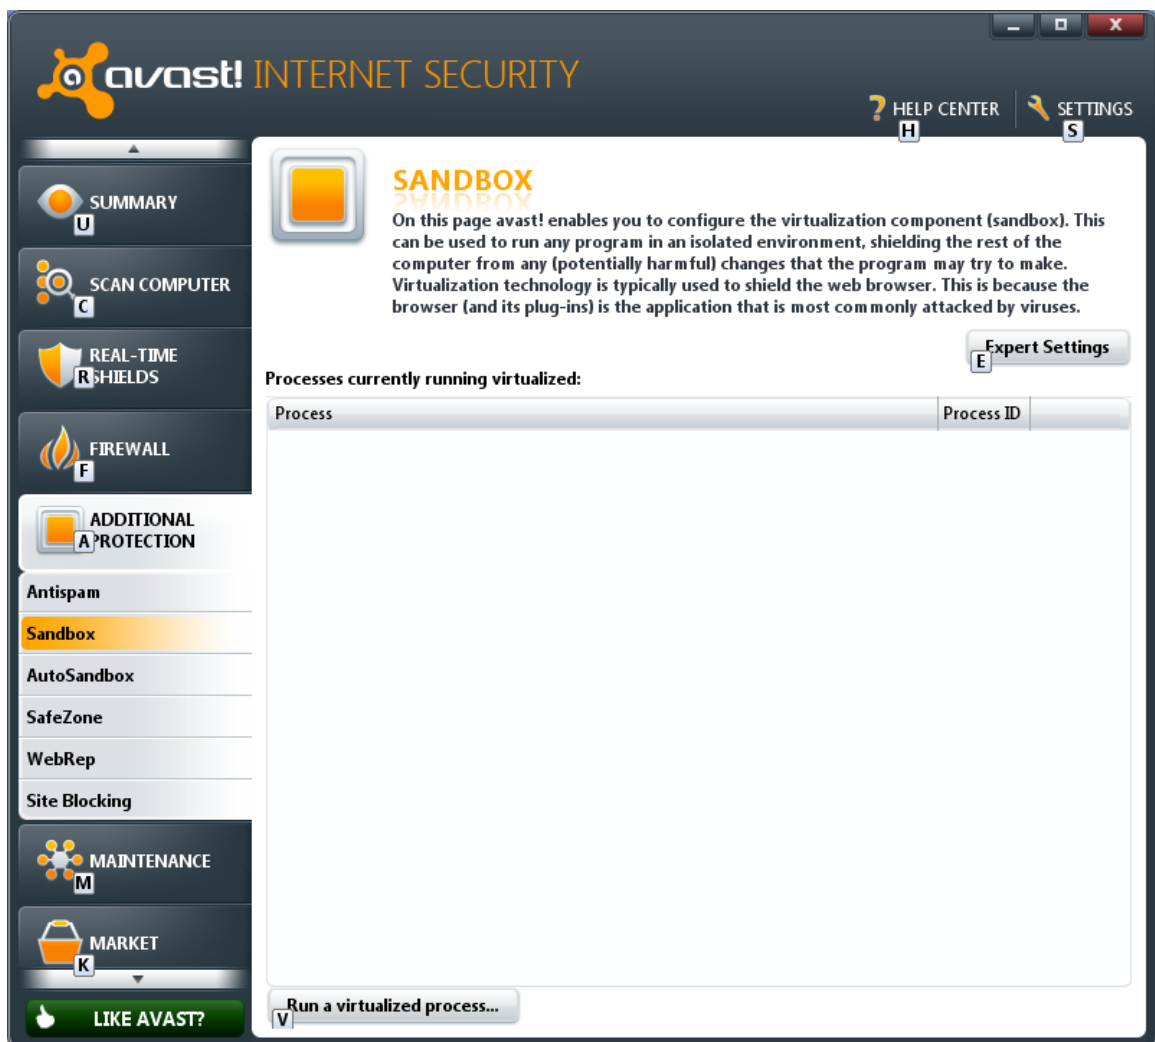 avast! INTERNET SECURITY
HELP CENTER
H
SETTINGS
S
SUMMARY
U
SCAN COMPUTER
C
REAL-TIME
SHIELDS
R
FIREWALL
F
ADDITIONAL
PROTECTION
A
Antispam
Sandbox
AutoSandbox
SafeZone
WebRep
Site Blocking
MAINTENANCE
M
MARKET
K
LIKE AVAST?
SANDBOX
On this page avast! enables you to configure the virtualization component (sandbox). This
can be used to run any program in an isolated environment, shielding the rest of the
computer from any (potentially harmful) changes that the program may try to make.
Virtualization technology is typically used to shield the web browser. This is because the
browser (and its plug-ins) is the application that is most commonly attacked by viruses.
Expert Settings
E
Processes currently running virtualized:
Process Process ID
Run a virtualized process...
V